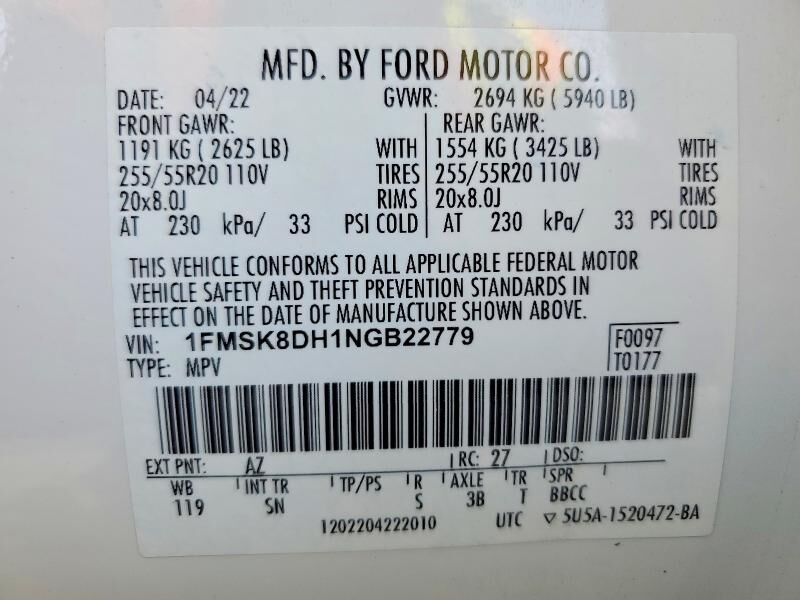 MFD. BY FORD MOTOR CO.
DATE: 04/22 GVWR: 2694 KG ( 5940 LB)
FRONT GAWR: REAR GAWR:
1191 KG ( 2625 LB) WITH 1554 KG ( 3425 LB) WITH
255/55R20 110V TIRES 255/55R20 110V TIRES
20x8.0J RIMS 20x8.0J RIMS
AT 230 kPa/ 33 PSI COLD AT 230 kPa/ 33 PSI COLD
THIS VEHICLE CONFORMS TO ALL APPLICABLE FEDERAL MOTOR
VEHICLE SAFETY AND THEFT PREVENTION STANDARDS IN
EFFECT ON THE DATE OF MANUFACTURE SHOWN ABOVE.
VIN: 1FMSK8DH1NGB22779 F0097
TYPE: MPV T0177
EXT PNT: AZ RC: 27 DSO:
WB INT TR TP/PS R AXLE TR SPR
119 SN S 3B T BBCC
1202204222010 UTC ▽ 5U5A-1520472-BA